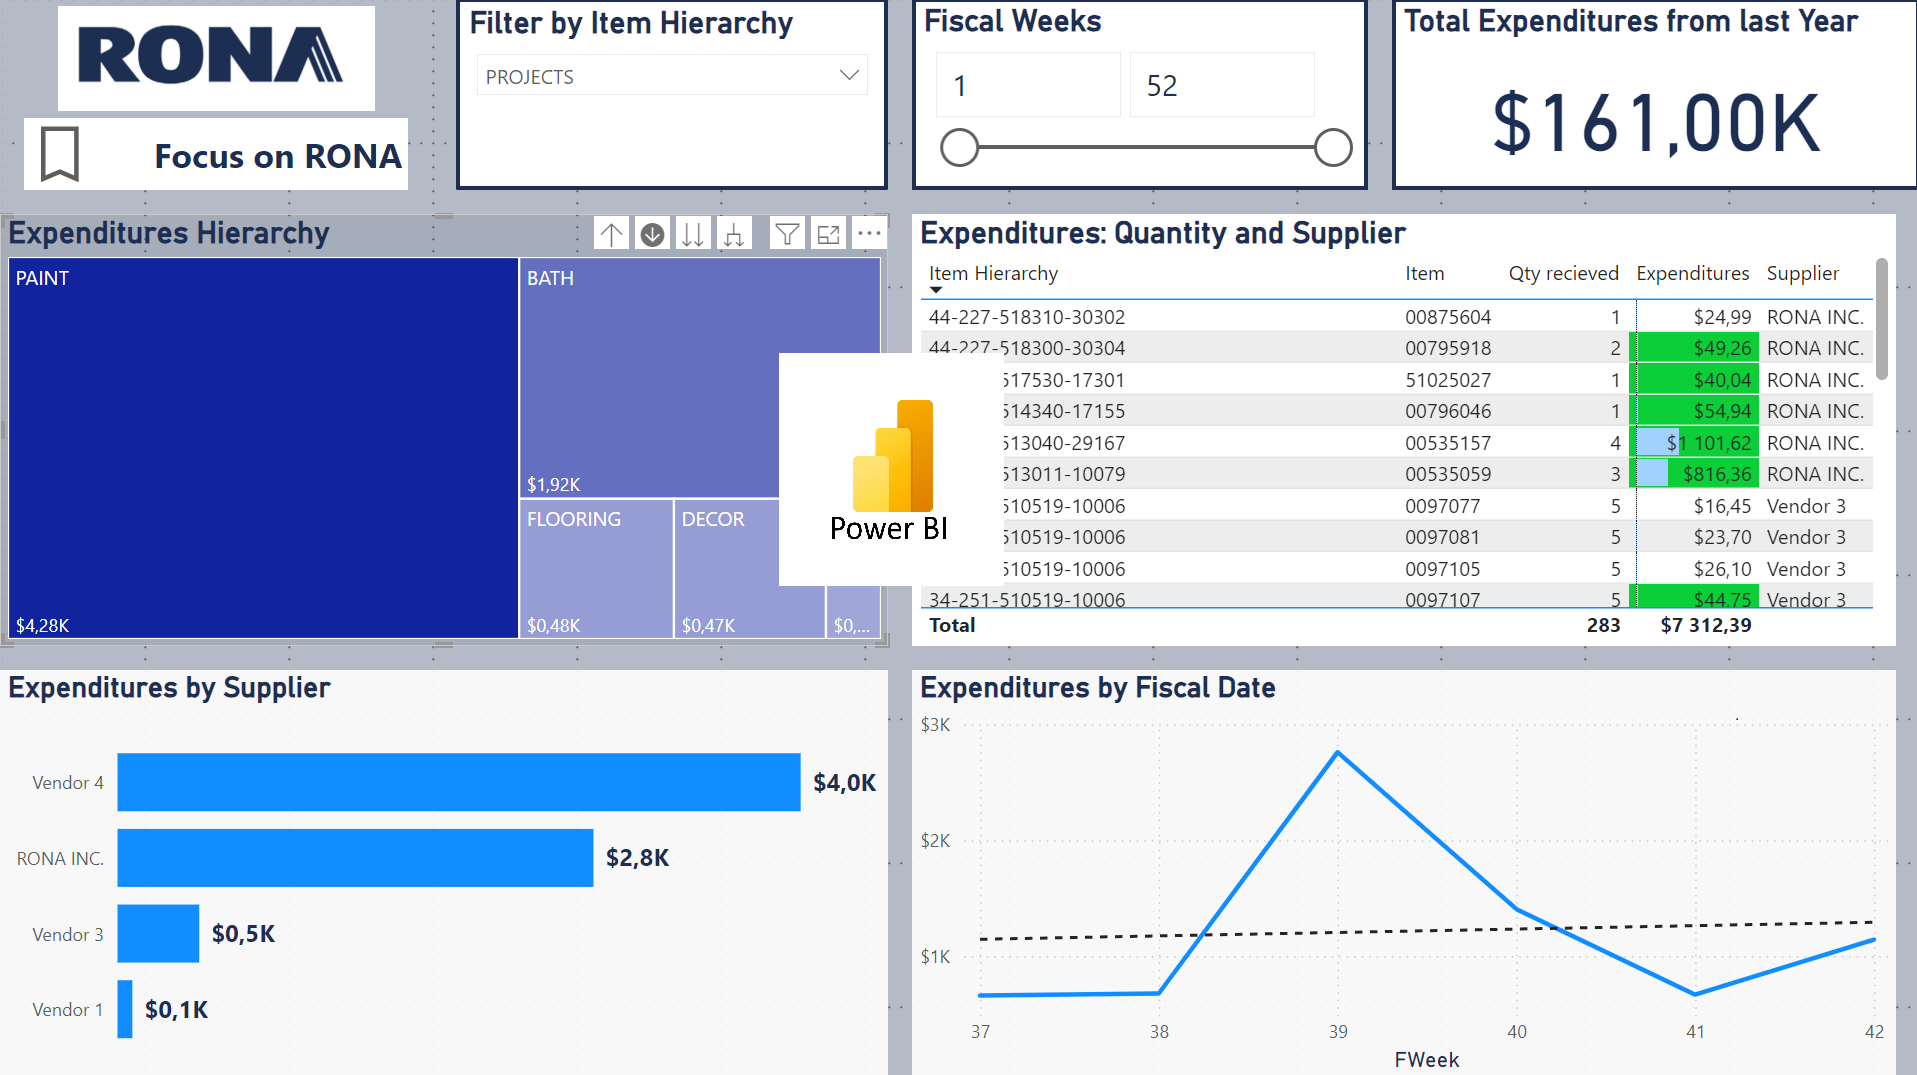 RONA
Focus on RONA
Filter by Item Hierarchy
PROJECTS
Fiscal Weeks
1
52
Total Expenditures from last Year
$161,00K
Expenditures Hierarchy
PAINT
$4,28K
BATH
$1,92K
FLOORING
$0,48K
DECOR
$0,47K
$0,...
Power BI
Expenditures: Quantity and Supplier
Item Hierarchy Item Qty recieved Expenditures Supplier
44-227-518310-30302 00875604 1 $24,99 RONA INC.
44-227-518300-30304 00795918 2 $49,26 RONA INC.
517530-17301 51025027 1 $40,04 RONA INC.
514340-17155 00796046 1 $54,94 RONA INC.
513040-29167 00535157 4 $1 101,62 RONA INC.
513011-10079 00535059 3 $816,36 RONA INC.
510519-10006 0097077 5 $16,45 Vendor 3
510519-10006 0097081 5 $23,70 Vendor 3
510519-10006 0097105 5 $26,10 Vendor 3
34-251-510519-10006 0097107 5 $44,75 Vendor 3
Total 283 $7 312,39
Expenditures by Supplier
Vendor 4 $4,0K
RONA INC. $2,8K
Vendor 3 $0,5K
Vendor 1 $0,1K
Expenditures by Fiscal Date
$3K
$2K
$1K
37 38 39 40 41 42
FWeek